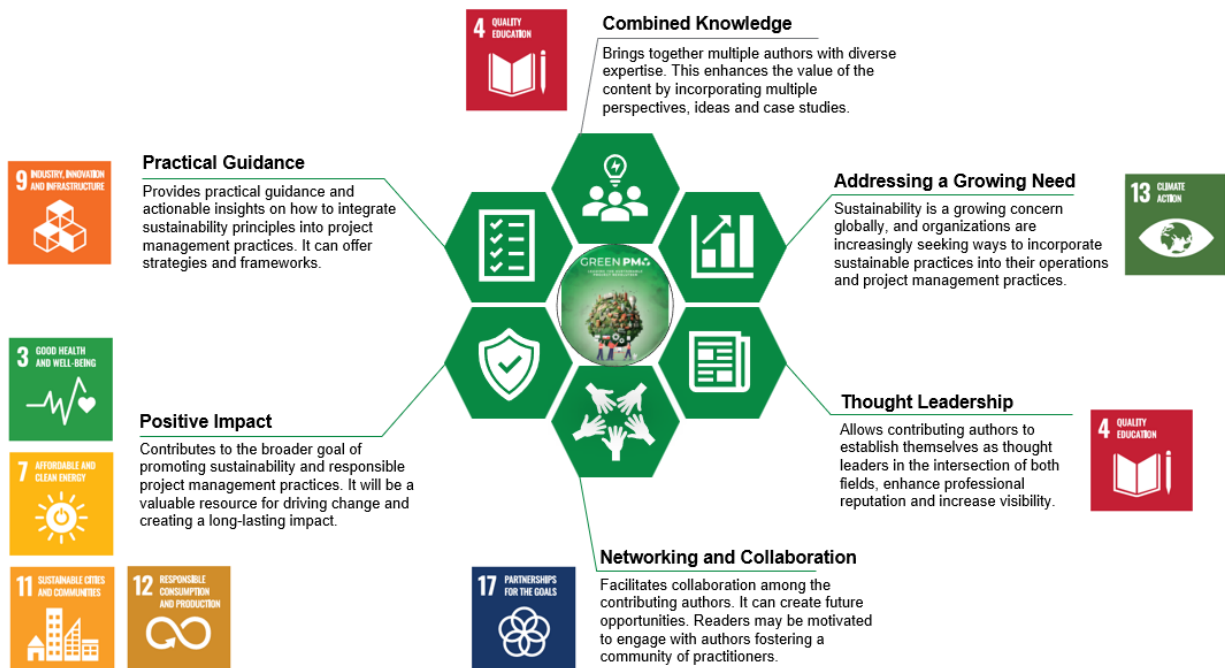 4 QUALITY
EDUCATION
Combined Knowledge
Brings together multiple authors with diverse
expertise. This enhances the value of the
content by incorporating multiple
perspectives, ideas and case studies.
9 INDUSTRY, INNOVATION
AND INFRASTRUCTURE
Practical Guidance
Provides practical guidance and
actionable insights on how to integrate
sustainability principles into project
management practices. It can offer
strategies and frameworks.
Addressing a Growing Need
Sustainability is a growing concern
globally, and organizations are
increasingly seeking ways to incorporate
sustainable practices into their operations
and project management practices.
13 CLIMATE
ACTION
GREEN PMO
3 GOOD HEALTH
AND WELL-BEING
Positive Impact
Contributes to the broader goal of
promoting sustainability and responsible
project management practices. It will be a
valuable resource for driving change and
creating a long-lasting impact.
7 AFFORDABLE AND
CLEAN ENERGY
11 SUSTAINABLE CITIES
AND COMMUNITIES
12 RESPONSIBLE
CONSUMPTION
AND PRODUCTION
Thought Leadership
Allows contributing authors to
establish themselves as thought
leaders in the intersection of both
fields, enhance professional
reputation and increase visibility.
4 QUALITY
EDUCATION
17 PARTNERSHIPS
FOR THE GOALS
Networking and Collaboration
Facilitates collaboration among the
contributing authors. It can create future
opportunities. Readers may be motivated
to engage with authors fostering a
community of practitioners.